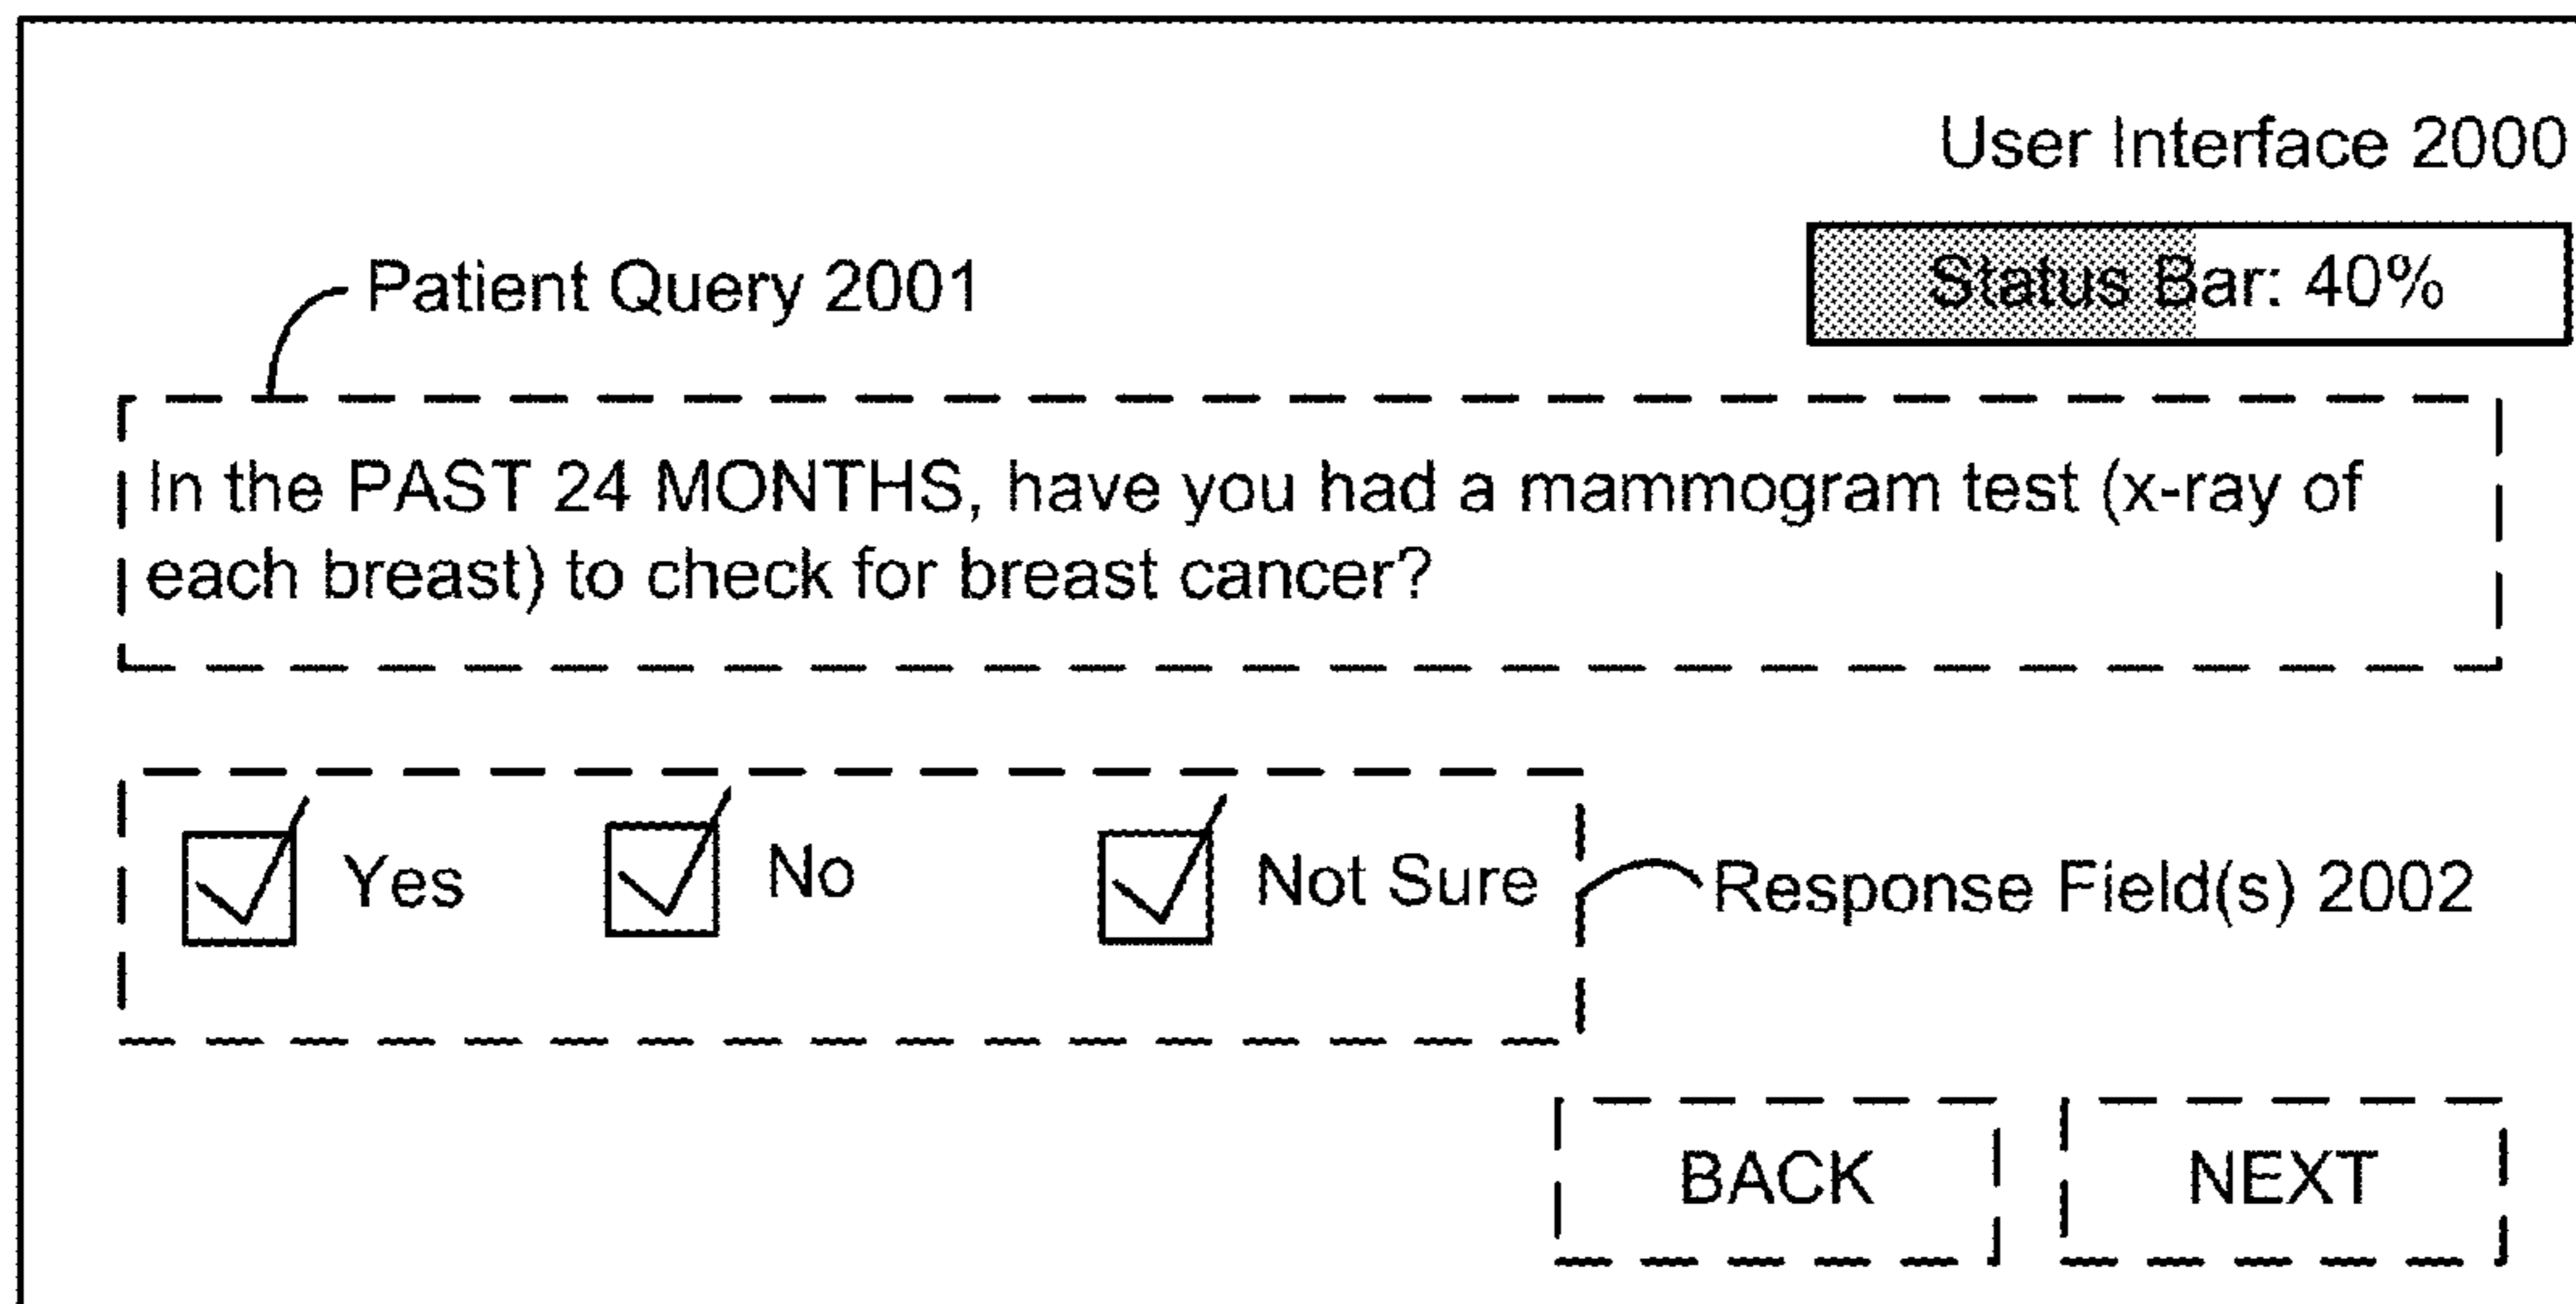 User Interface 2000
Patient Query 2001
Status Bar: 40%
In the PAST 24 MONTHS, have you had a mammogram test (x-ray of
each breast) to check for breast cancer?
Yes No Not Sure Response Field(s) 2002
BACK NEXT